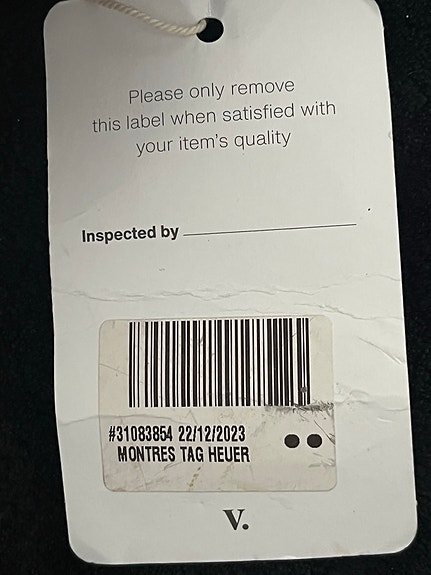 Please only remove
this label when satisfied with
your item's quality
Inspected by
#31083854 22/12/2023
MONTRES TAG HEUER
V.